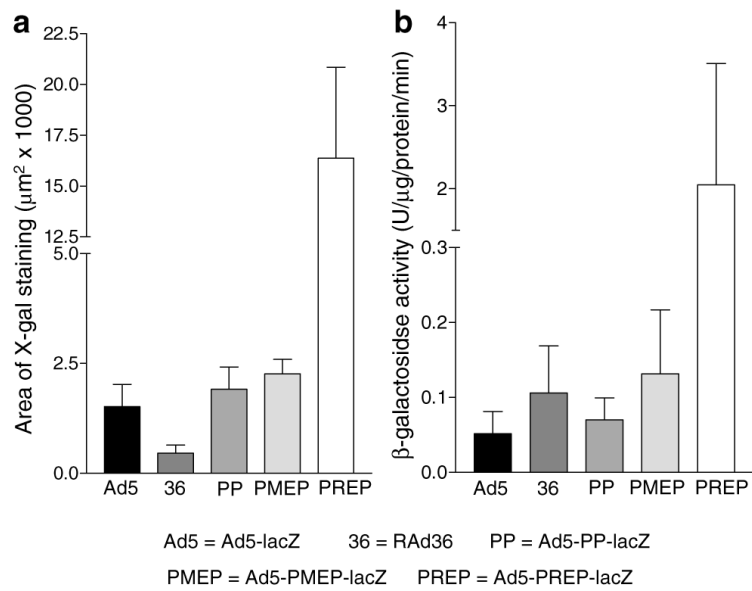 a
Area of X-gal staining (μm² x 1000)
22.5
20.0
17.5
15.0
12.5
5.0
2.5
0.0
Ad5 36 PP PMEP PREP
b
β-galactosidse activity (U/μg/protein/min)
4
3
2
1
0.3
0.2
0.1
0.0
Ad5 36 PP PMEP PREP
Ad5 = Ad5-lacZ 36 = RAd36 PP = Ad5-PP-lacZ
PMEP = Ad5-PMEP-lacZ PREP = Ad5-PREP-lacZ